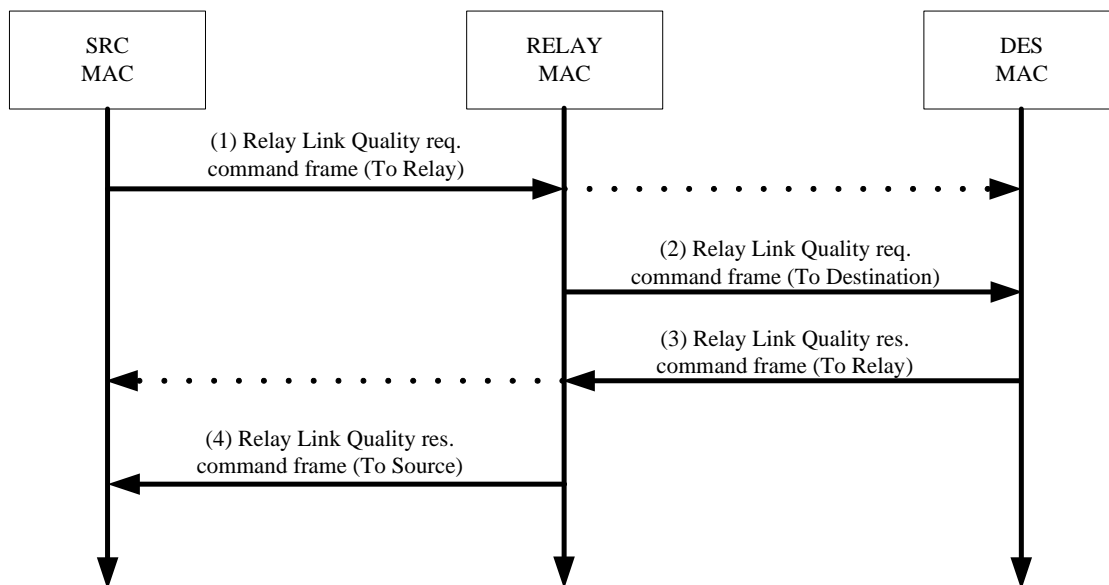 SRC
MAC
RELAY
MAC
DES
MAC
(1) Relay Link Quality req.
command frame (To Relay)
(2) Relay Link Quality req.
command frame (To Destination)
(3) Relay Link Quality res.
command frame (To Relay)
(4) Relay Link Quality res.
command frame (To Source)